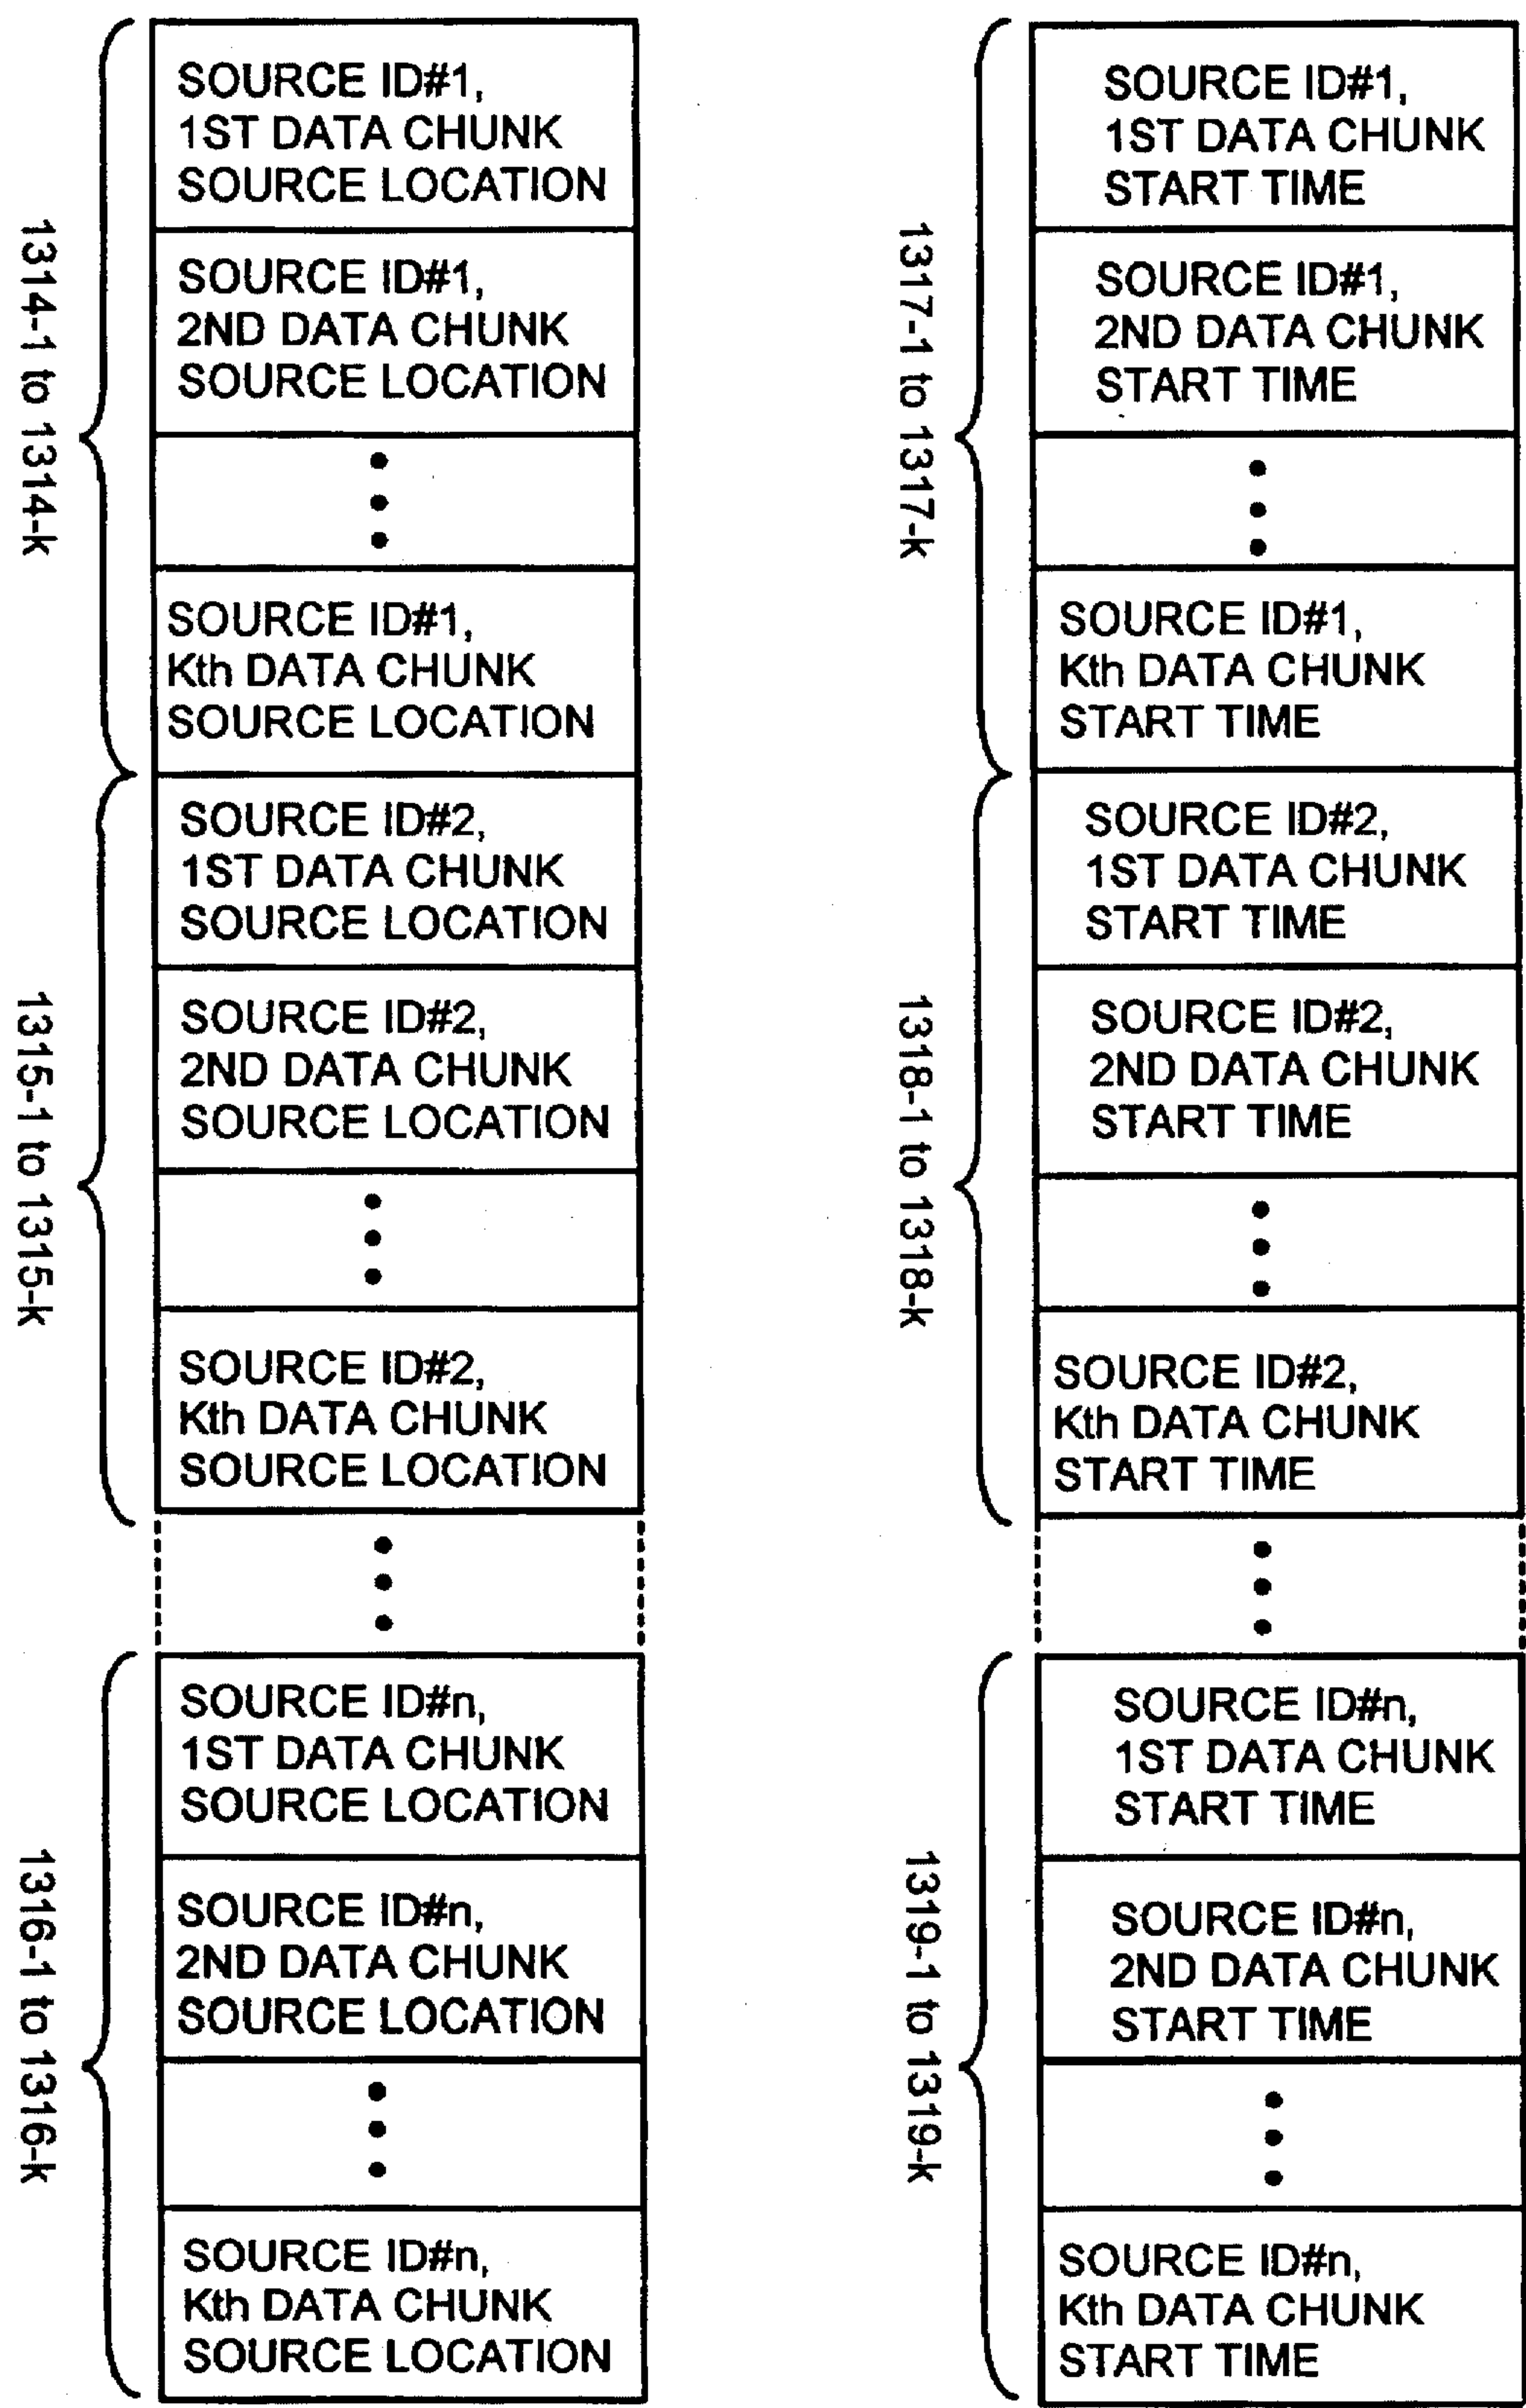 1314-1 to 1314-k
SOURCE ID#1,
1ST DATA CHUNK
SOURCE LOCATION
SOURCE ID#1,
2ND DATA CHUNK
SOURCE LOCATION
SOURCE ID#1,
Kth DATA CHUNK
SOURCE LOCATION
1315-1 to 1315-k
SOURCE ID#2,
1ST DATA CHUNK
SOURCE LOCATION
SOURCE ID#2,
2ND DATA CHUNK
SOURCE LOCATION
SOURCE ID#2,
Kth DATA CHUNK
SOURCE LOCATION
1316-1 to 1316-k
SOURCE ID#n,
1ST DATA CHUNK
SOURCE LOCATION
SOURCE ID#n,
2ND DATA CHUNK
SOURCE LOCATION
SOURCE ID#n,
Kth DATA CHUNK
SOURCE LOCATION
1317-1 to 1317-k
SOURCE ID#1,
1ST DATA CHUNK
START TIME
SOURCE ID#1,
2ND DATA CHUNK
START TIME
SOURCE ID#1,
Kth DATA CHUNK
START TIME
1318-1 to 1318-k
SOURCE ID#2,
1ST DATA CHUNK
START TIME
SOURCE ID#2,
2ND DATA CHUNK
START TIME
SOURCE ID#2,
Kth DATA CHUNK
START TIME
1319-1 to 1319-k
SOURCE ID#n,
1ST DATA CHUNK
START TIME
SOURCE ID#n,
2ND DATA CHUNK
START TIME
SOURCE ID#n,
Kth DATA CHUNK
START TIME